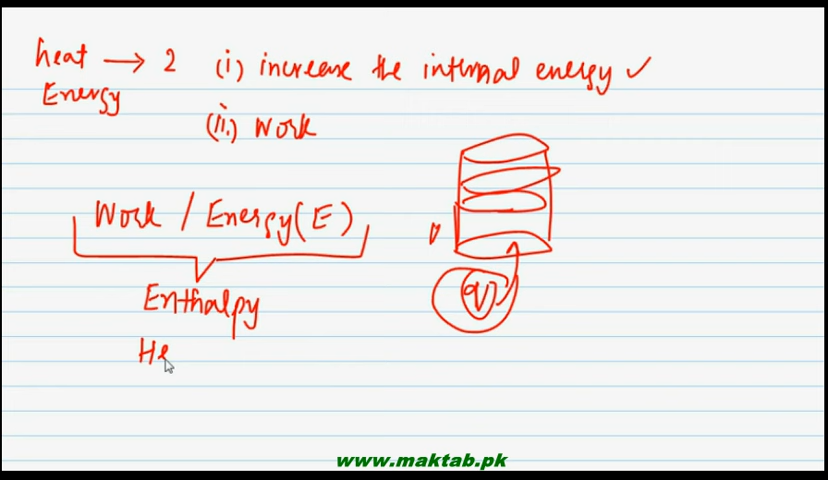 heat → 2 (i) increase the internal energy ✓
Energy
(ii.) Work
Work / Energy(E)
Enthalpy
He
q
www.maktab.pk